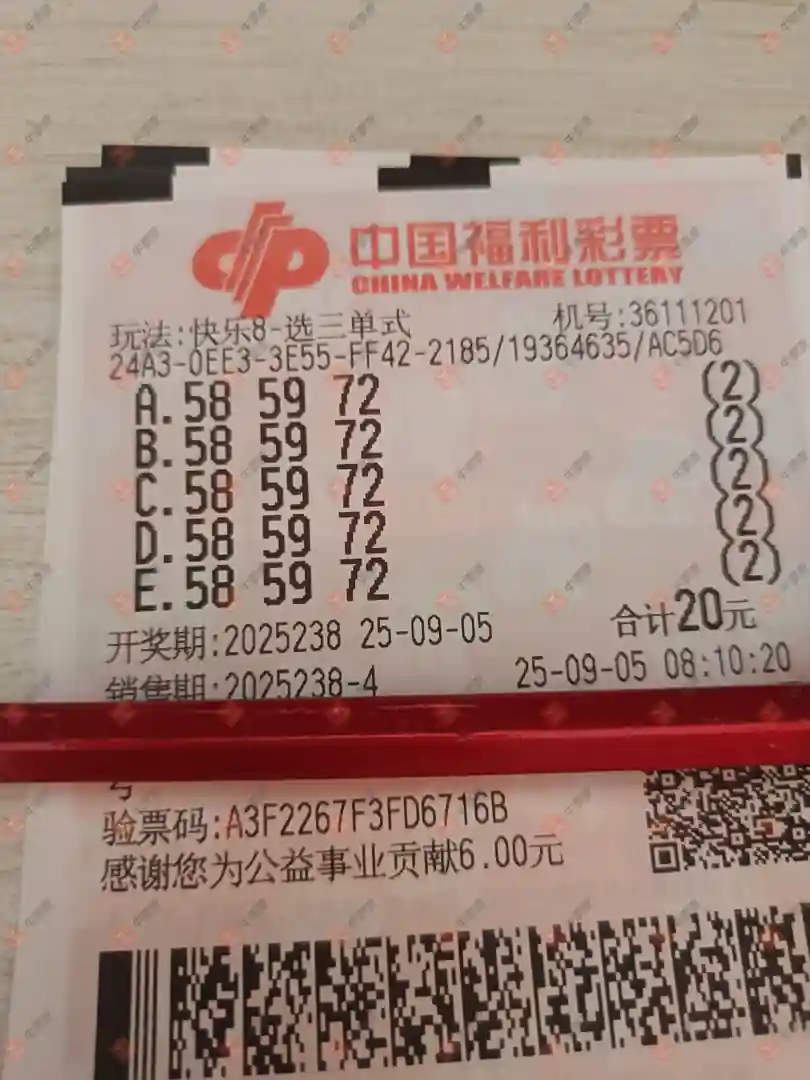 中国福利彩票
CHINA WELFARE LOTTERY
玩法:快乐8-选三单式 机号:36111201
24A3-0EE3-3E55-FF42-2185/19364635/AC5D6
A.58 59 72 (2)
B.58 59 72 (2)
C.58 59 72 (2)
D.58 59 72 (2)
E.58 59 72 (2)
开奖期:2025238 25-09-05 合计20元
销售期:2025238-4 25-09-05 08:10:20
号
验票码:A3F2267F3FD6716B
感谢您为公益事业贡献6.00元